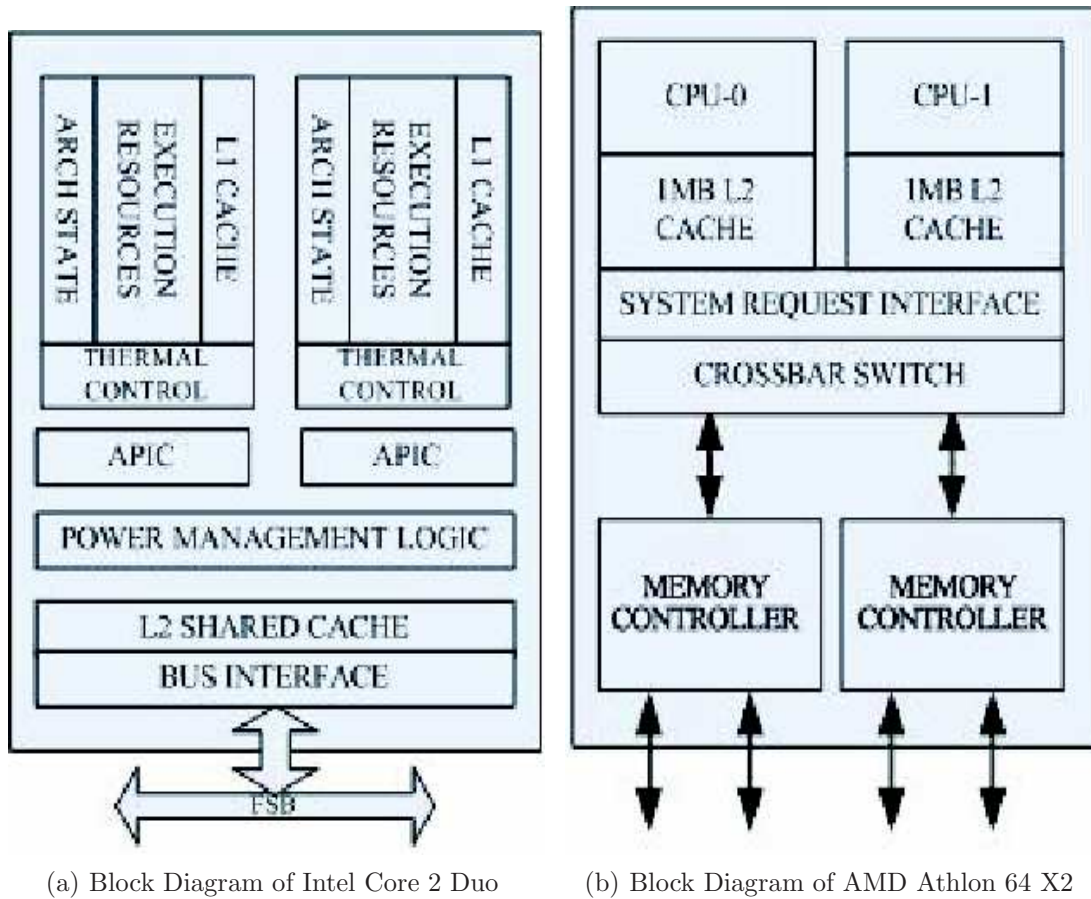 ARCH STATE
EXECUTION
RESOURCES
L1 CACHE
THERMAL
CONTROL
ARCH STATE
EXECUTION
RESOURCES
L1 CACHE
THERMAL
CONTROL
APIC
APIC
POWER MANAGEMENT LOGIC
L2 SHARED CACHE
BUS INTERFACE
FSB
(a) Block Diagram of Intel Core 2 Duo
CPU-0
CPU-1
1MB L2
CACHE
1MB L2
CACHE
SYSTEM REQUEST INTERFACE
CROSSBAR SWITCH
MEMORY
CONTROLLER
MEMORY
CONTROLLER
(b) Block Diagram of AMD Athlon 64 X2